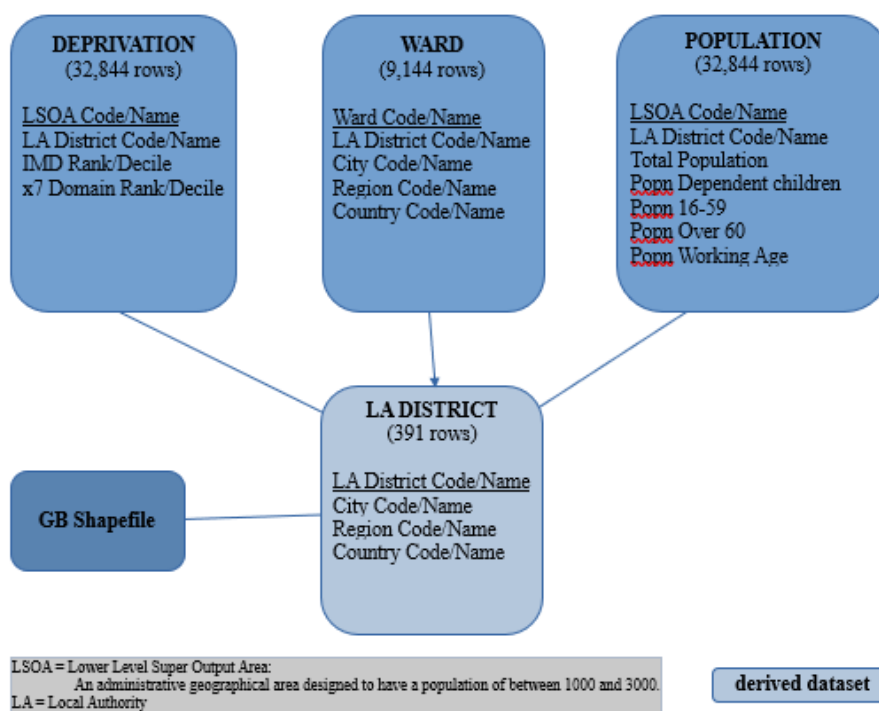 DEPRIVATION
(32,844 rows)
LSOA Code/Name
LA District Code/Name
IMD Rank/Decile
x7 Domain Rank/Decile
WARD
(9,144 rows)
Ward Code/Name
LA District Code/Name
City Code/Name
Region Code/Name
Country Code/Name
POPULATION
(32,844 rows)
LSOA Code/Name
LA District Code/Name
Total Population
Popn Dependent children
Popn 16-59
Popn Over 60
Popn Working Age
LA DISTRICT
(391 rows)
LA District Code/Name
City Code/Name
Region Code/Name
Country Code/Name
GB Shapefile
LSOA = Lower Level Super Output Area:
An administrative geographical area designed to have a population of between 1000 and 3000.
LA = Local Authority
derived dataset